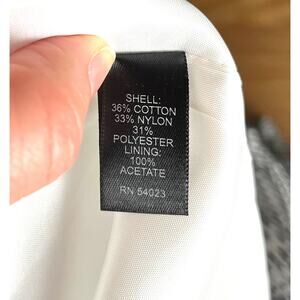 SHELL:
36% COTTON
33% NYLON
31%
POLYESTER
LINING:
100%
ACETATE
RN 54023